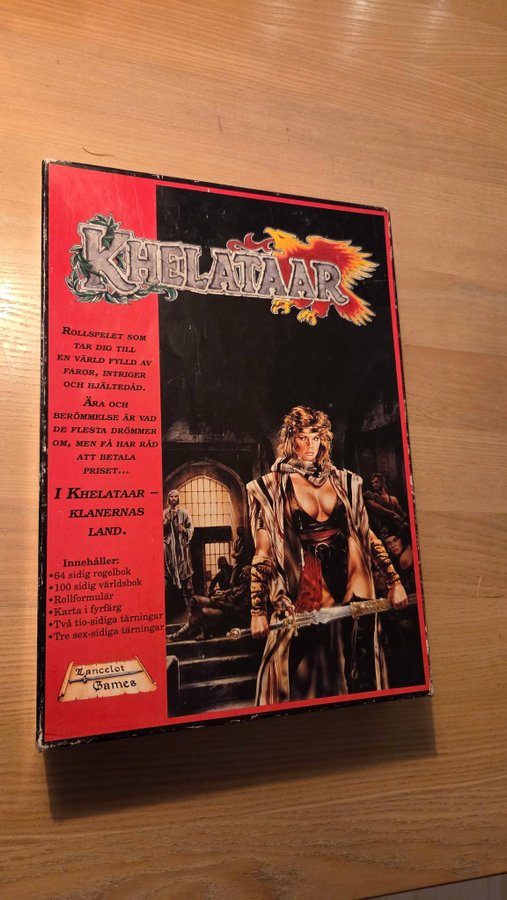 KHELATAAR
ROLLSPELET SOM
TAR DIG TILL
EN VÄRLD FYLLD AV
FAROR, INTRIGER
OCH HJÄLTEDÅD.
ÄRA OCH
BERÖMMELSE ÄR VAD
DE FLESTA DRÖMMER
OM, MEN FÅ HAR RÅD
ATT BETALA
PRISET...
I KHELATAAR –
KLANERNAS
LAND.
Innehåller:
•64 sidig regelbok
•100 sidig världsbok
•Rollformulär
•Karta i fyrfärg
•Två tio-sidiga tärningar
•Tre sex-sidiga tärningar
Lancelot
Games